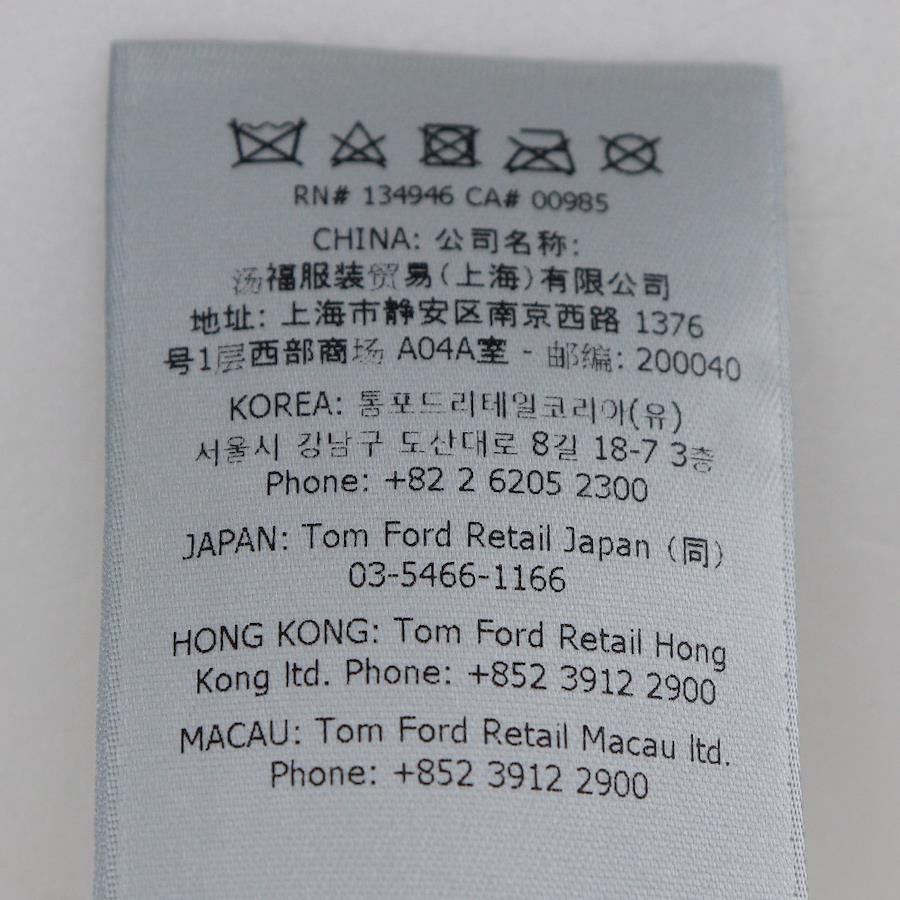 RN# 134946 CA# 00985
CHINA: 公司名称:
汤福服装贸易(上海)有限公司
地址: 上海市静安区南京西路 1376
号1层西部商场 A04A室 - 邮编: 200040
KOREA: 톰포드리테일코리아(유)
서울시 강남구 도산대로 8길 18-7 3층
Phone: +82 2 6205 2300
JAPAN: Tom Ford Retail Japan (同)
03-5466-1166
HONG KONG: Tom Ford Retail Hong
Kong ltd. Phone: +852 3912 2900
MACAU: Tom Ford Retail Macau ltd.
Phone: +852 3912 2900